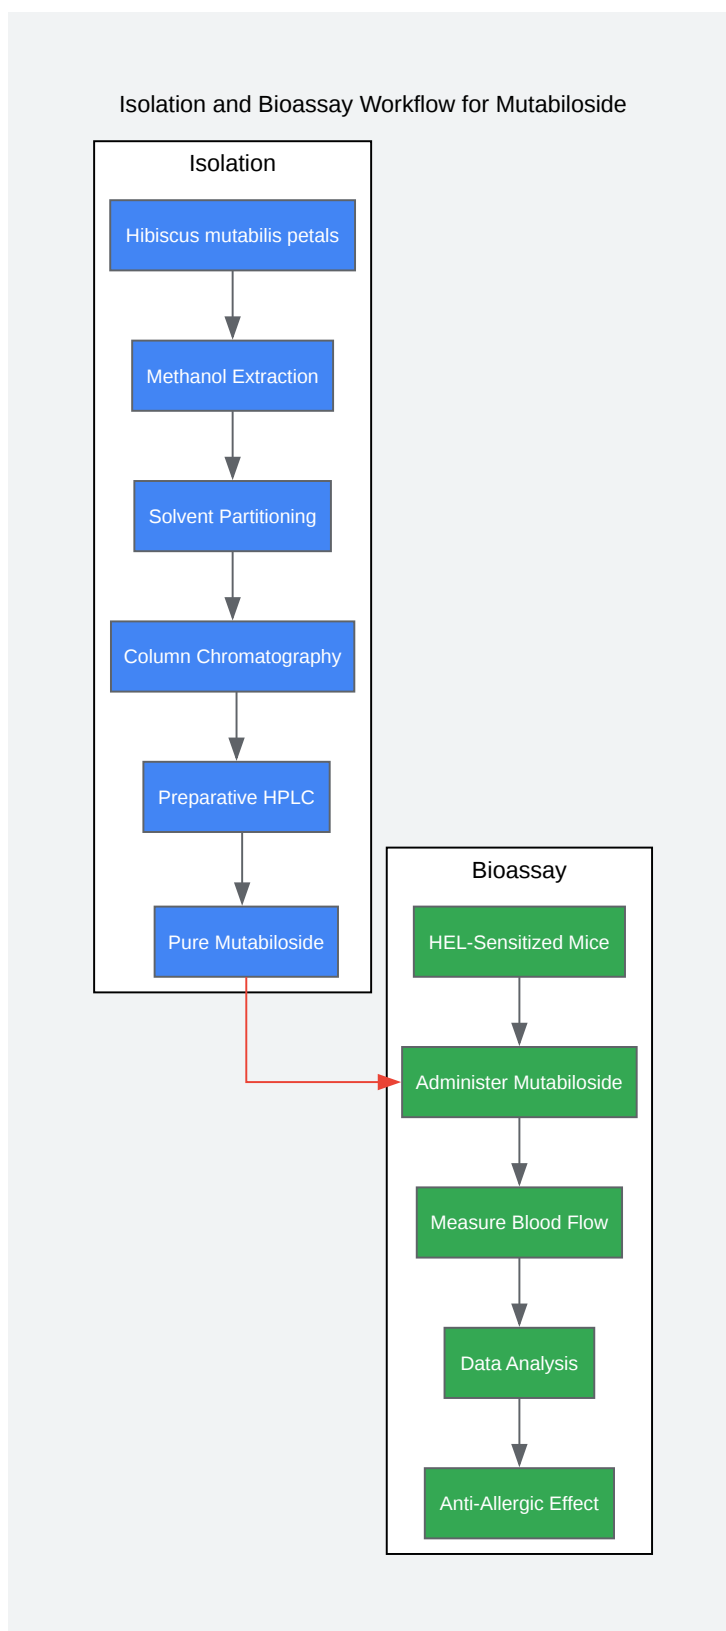 Isolation and Bioassay Workflow for Mutabiloside
Isolation
Hibiscus mutabilis petals
Methanol Extraction
Solvent Partitioning
Column Chromatography
Preparative HPLC
Pure Mutabiloside
Bioassay
HEL-Sensitized Mice
Administer Mutabiloside
Measure Blood Flow
Data Analysis
Anti-Allergic Effect